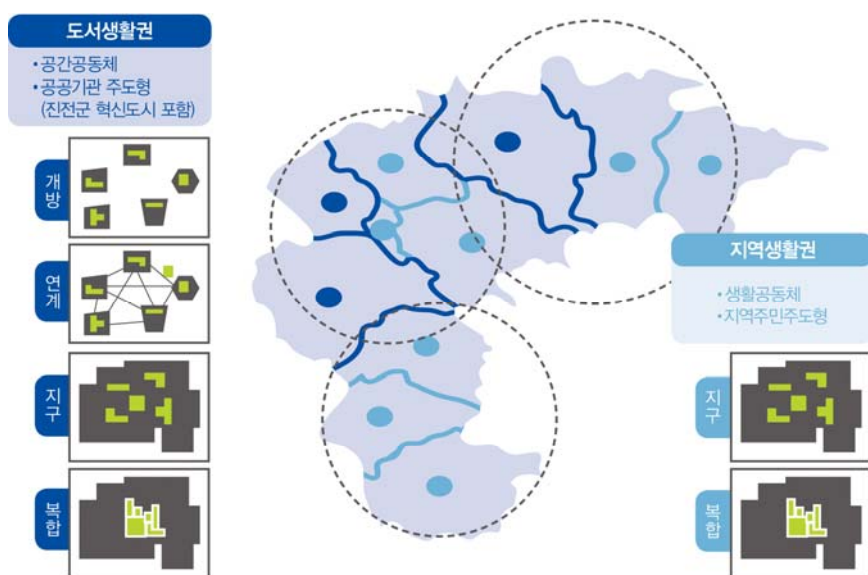 도서생활권
• 공간공동체
• 공공기관 주도형
(진전군 혁신도시 포함)
개방
연계
지구
복합
지역생활권
• 생활공동체
• 지역주민주도형
지구
복합